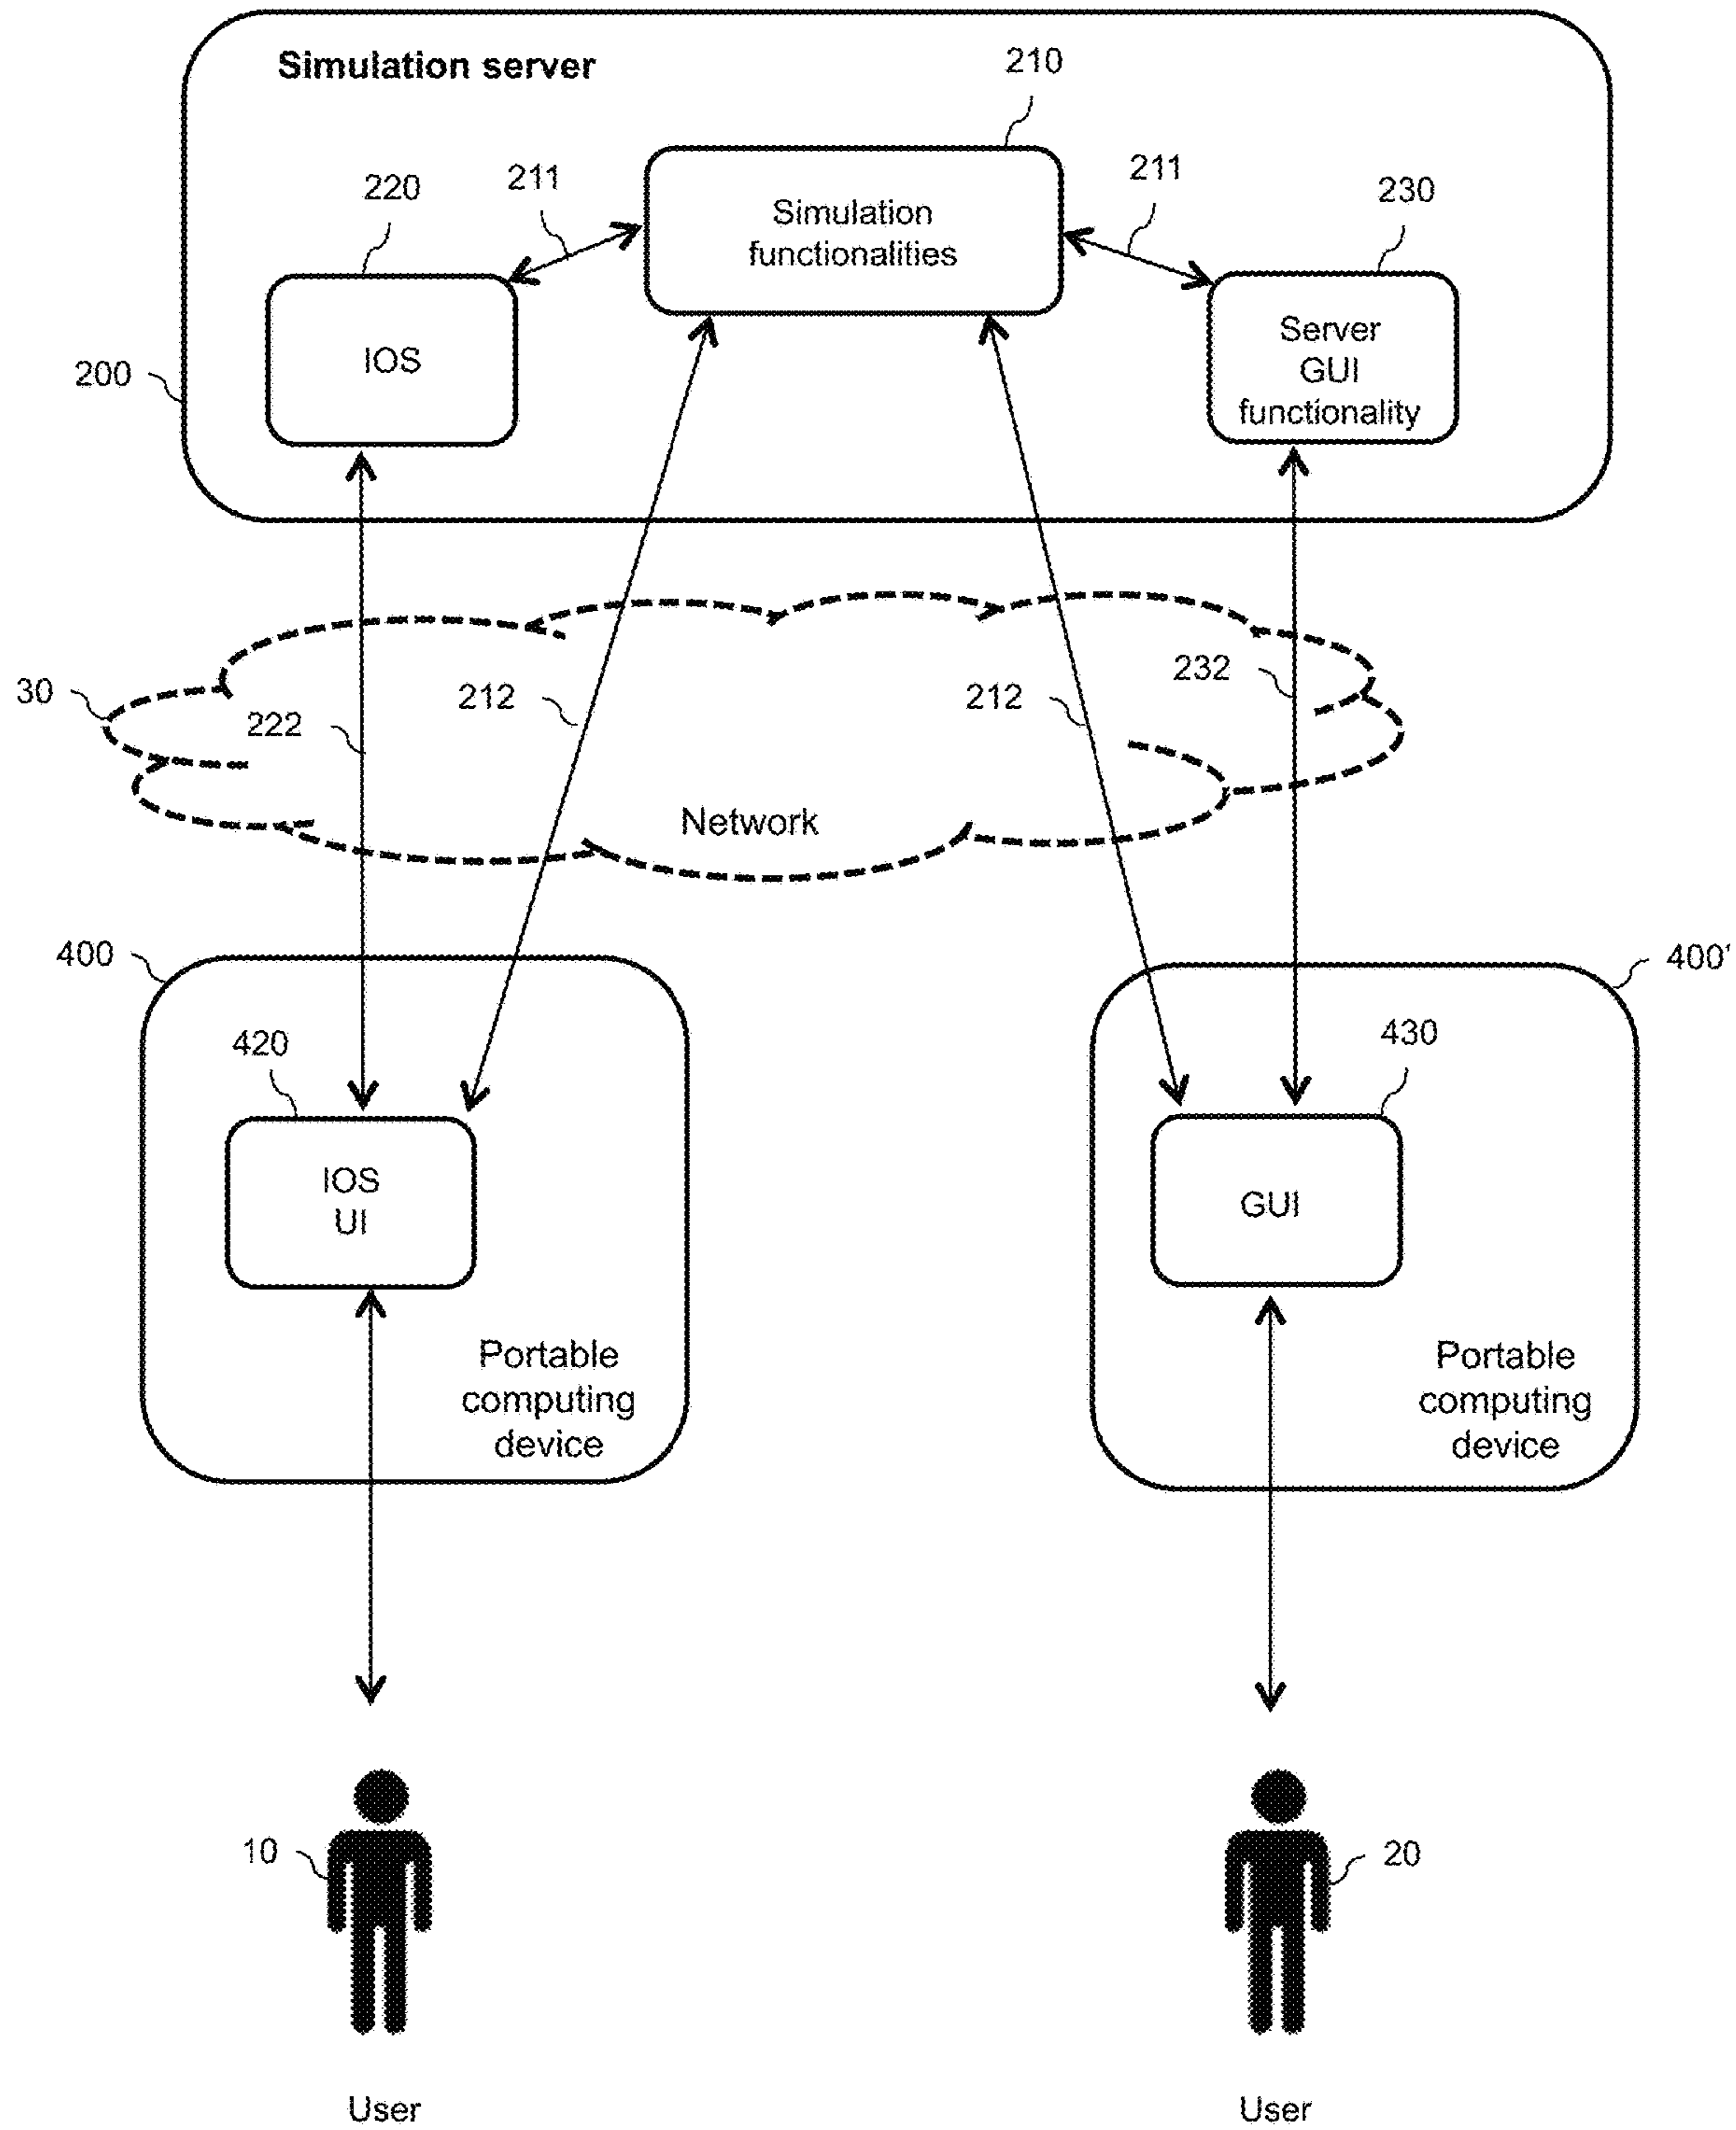 Simulation server
210
211
211
220
230
Simulation
functionalities
IOS
Server
GUI
functionality
200
30
222
212
212
232
Network
400
400'
420
430
IOS
UI
GUI
Portable
computing
device
Portable
computing
device
10
20
User
User